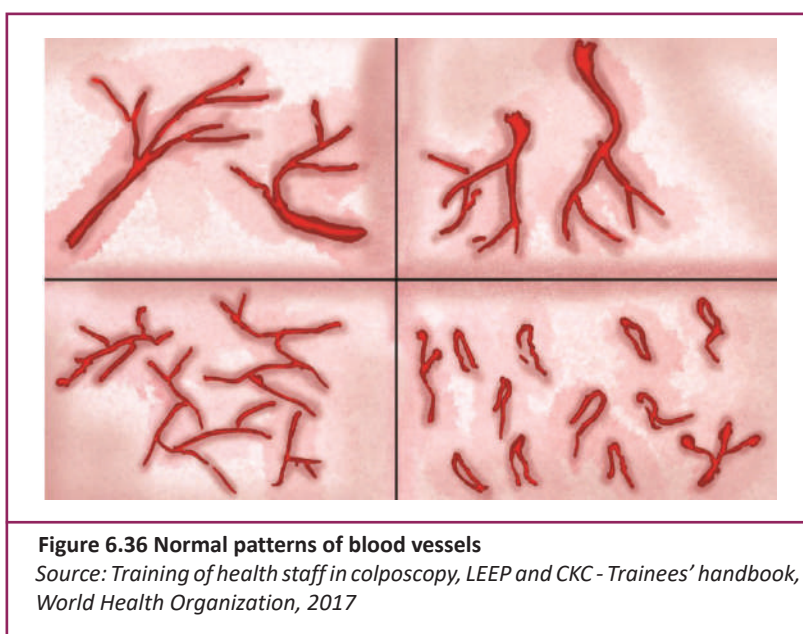 Figure 6.36 Normal patterns of blood vessels
Source: Training of health staff in colposcopy, LEEP and CKC - Trainees’ handbook,
World Health Organization, 2017